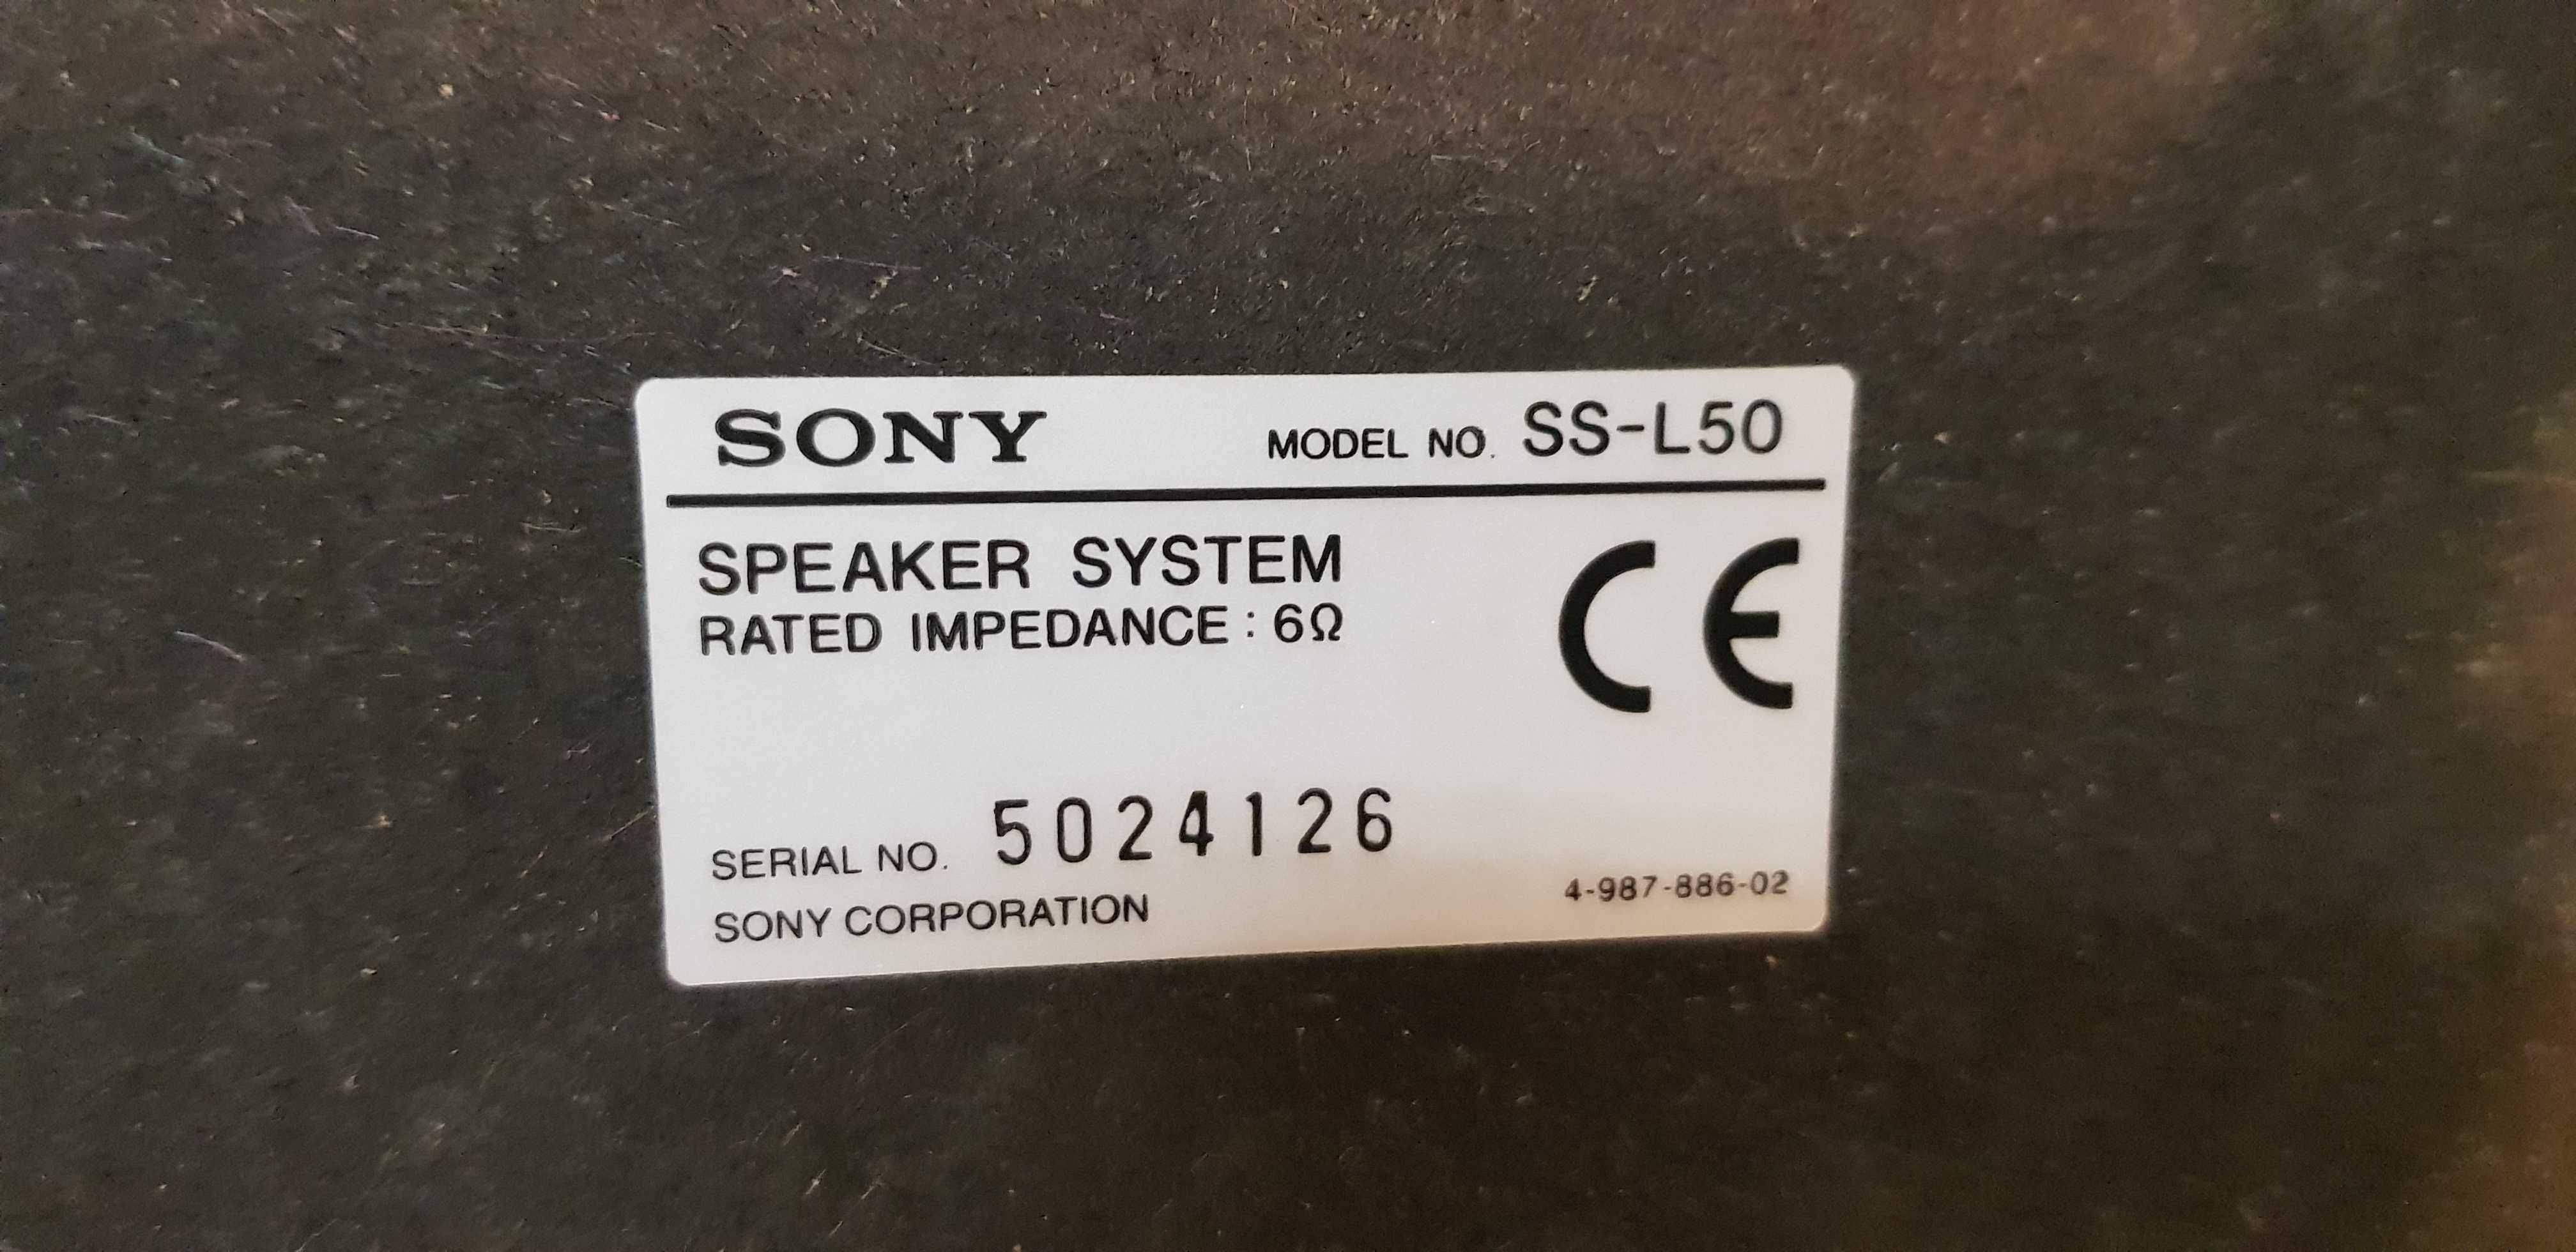 SONY MODEL NO. SS-L50
SPEAKER SYSTEM
RATED IMPEDANCE : 6Ω
CE
SERIAL NO. 5024126
SONY CORPORATION
4-987-886-02